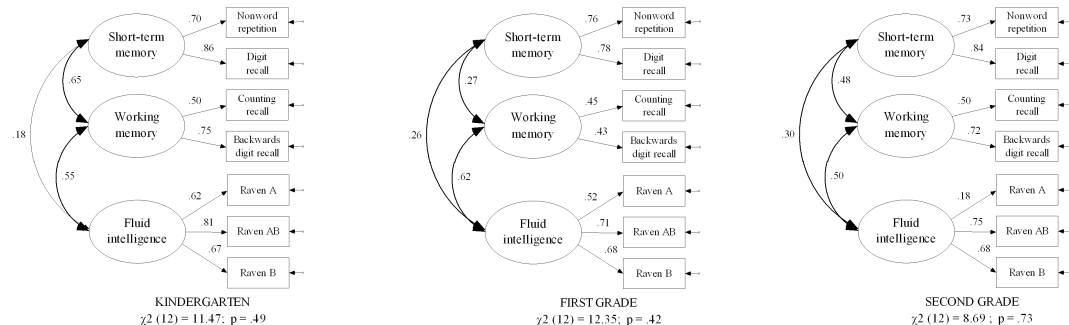 Short-term
memory
Working
memory
Fluid
intelligence
.70
.86
.65
.50
.75
.18
.55
.62
.81
.67
Nonword
repetition
Digit
recall
Counting
recall
Backwards
digit recall
Raven A
Raven AB
Raven B
KINDERGARTEN
χ2 (12) = 11.47; p = .49
Short-term
memory
Working
memory
Fluid
intelligence
.76
.78
.27
.45
.43
.26
.62
.52
.71
.68
Nonword
repetition
Digit
recall
Counting
recall
Backwards
digit recall
Raven A
Raven AB
Raven B
FIRST GRADE
χ2 (12) = 12.35; p = .42
Short-term
memory
Working
memory
Fluid
intelligence
.73
.84
.48
.50
.72
.30
.50
.18
.75
.68
Nonword
repetition
Digit
recall
Counting
recall
Backwards
digit recall
Raven A
Raven AB
Raven B
SECOND GRADE
χ2 (12) = 8.69 ; p = .73